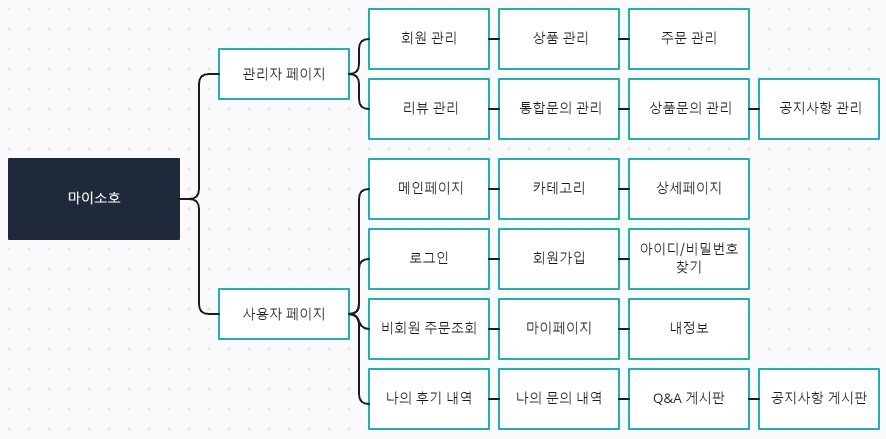 마이소호
관리자 페이지
회원 관리
상품 관리
주문 관리
리뷰 관리
통합문의 관리
상품문의 관리
공지사항 관리
사용자 페이지
메인페이지
카테고리
상세페이지
로그인
회원가입
아이디/비밀번호
찾기
비회원 주문조회
마이페이지
내정보
나의 후기 내역
나의 문의 내역
Q&A 게시판
공지사항 게시판